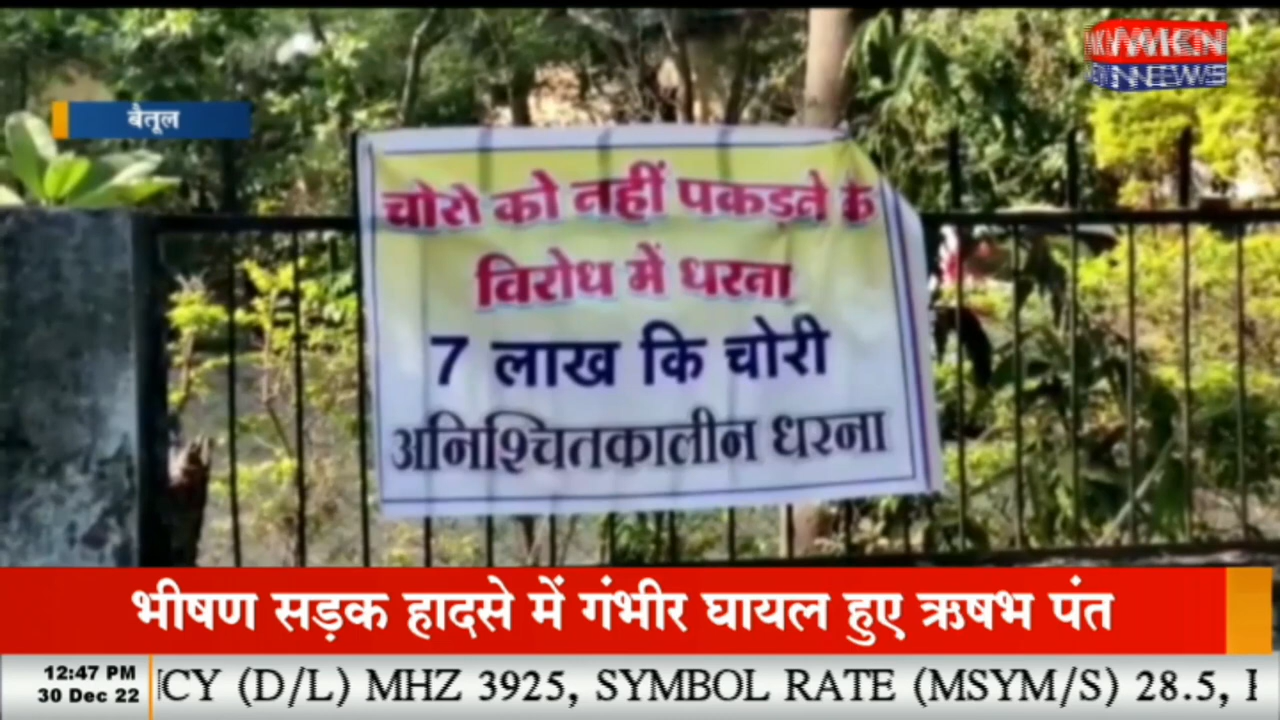 बैतूल
चोरो को नहीं पकड़ते के
विरोध में धरना
7 लाख कि चोरी
अनिश्चितकालीन धरना
भीषण सड़क हादसे में गंभीर घायल हुए ऋषभ पंत
12:47 PM
30 Dec 22
CY (D/L) MHZ 3925, SYMBOL RATE (MSYM/S) 28.5,
NEWS